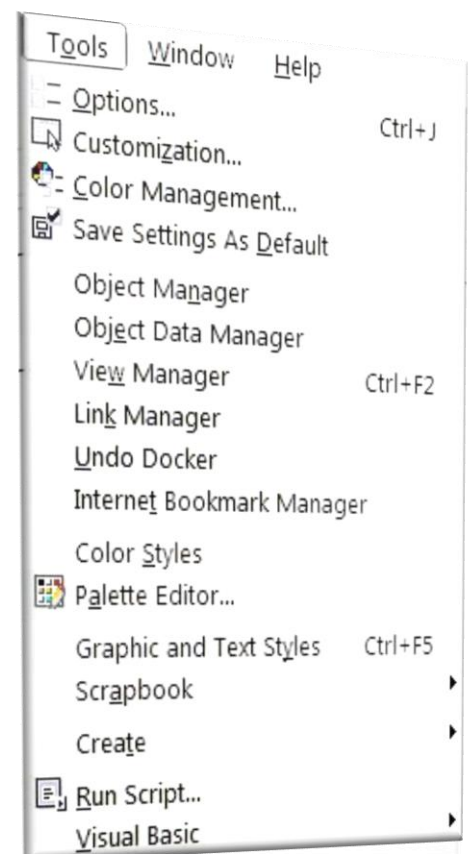 Tools Window Help
Options... Ctrl+J
Customization...
Color Management...
Save Settings As Default
Object Manager
Object Data Manager
View Manager Ctrl+F2
Link Manager
Undo Docker
Internet Bookmark Manager
Color Styles
Palette Editor...
Graphic and Text Styles Ctrl+F5
Scrapbook
Create
Run Script...
Visual Basic